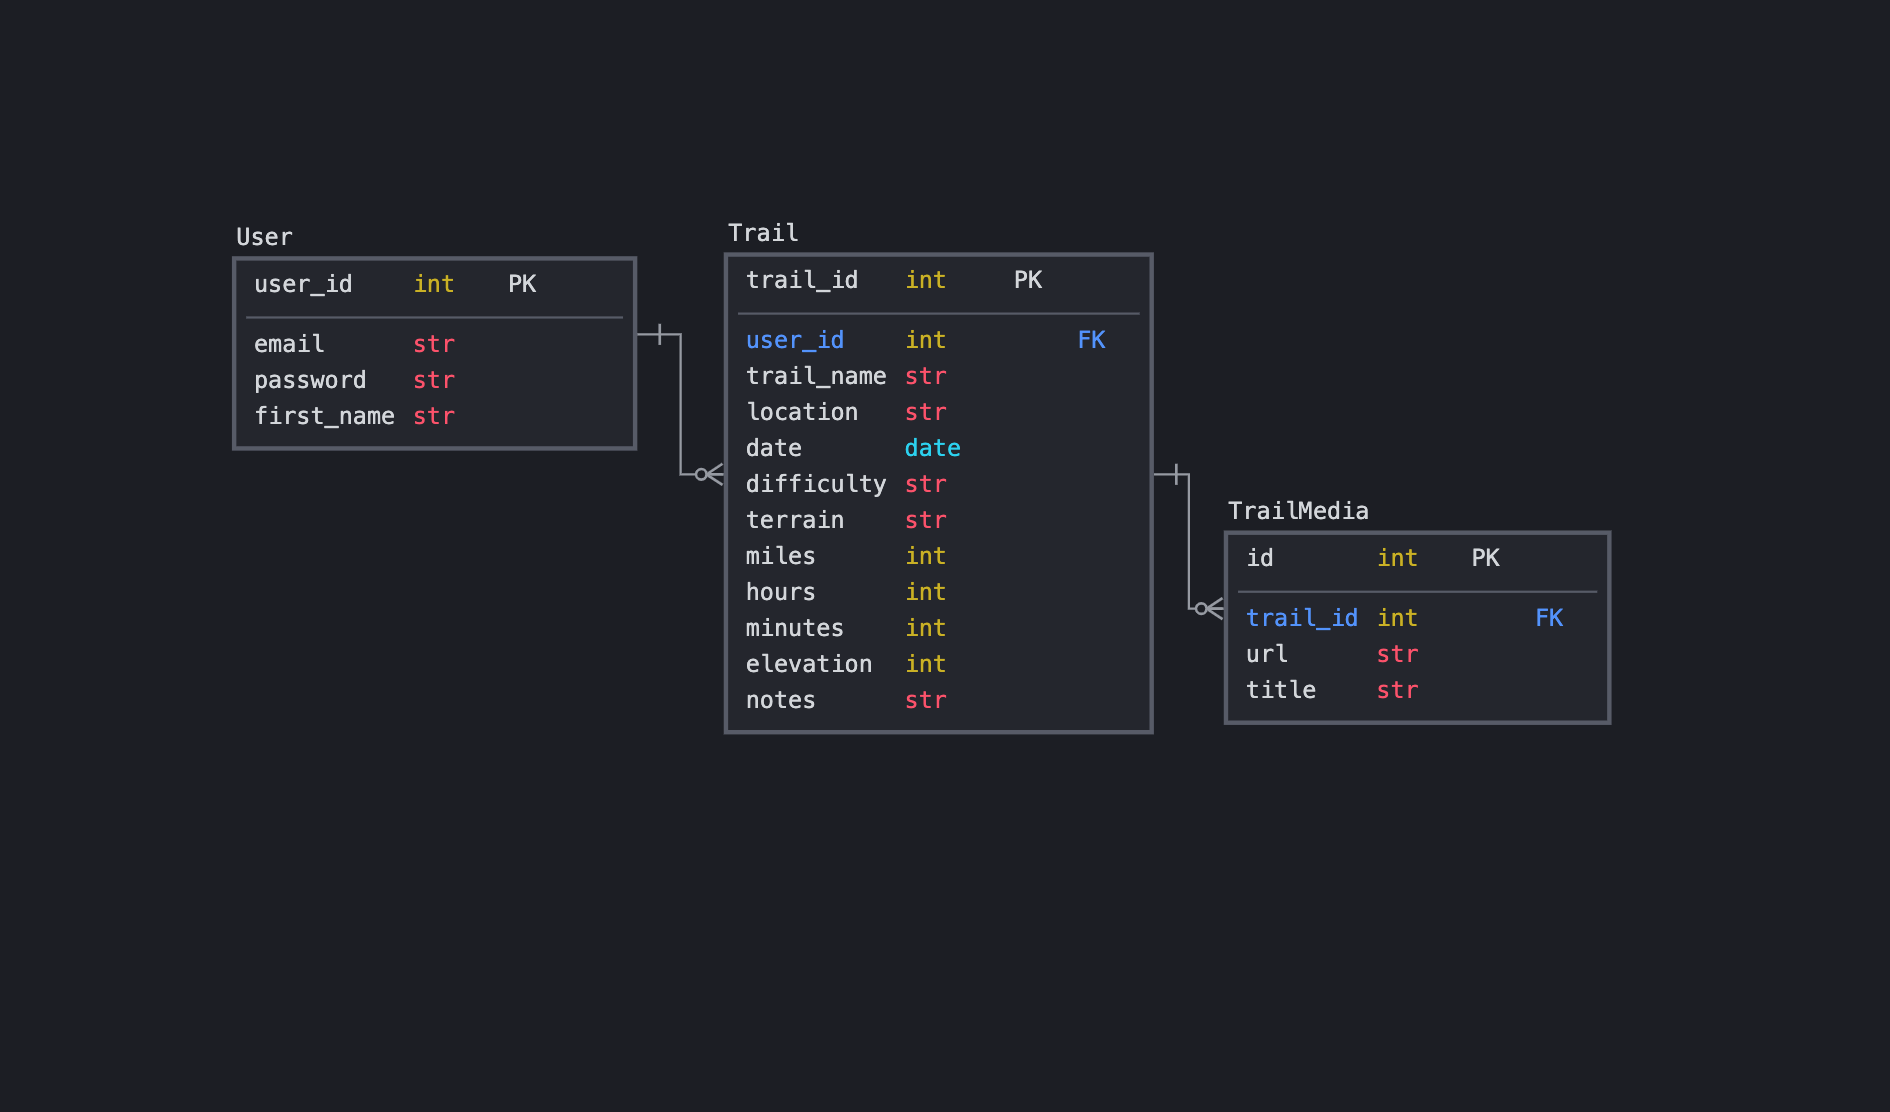 User
user_id int PK
email str
password str
first_name str
Trail
trail_id int PK
user_id int FK
trail_name str
location str
date date
difficulty str
terrain str
miles int
hours int
minutes int
elevation int
notes str
TrailMedia
id int PK
trail_id int FK
url str
title str